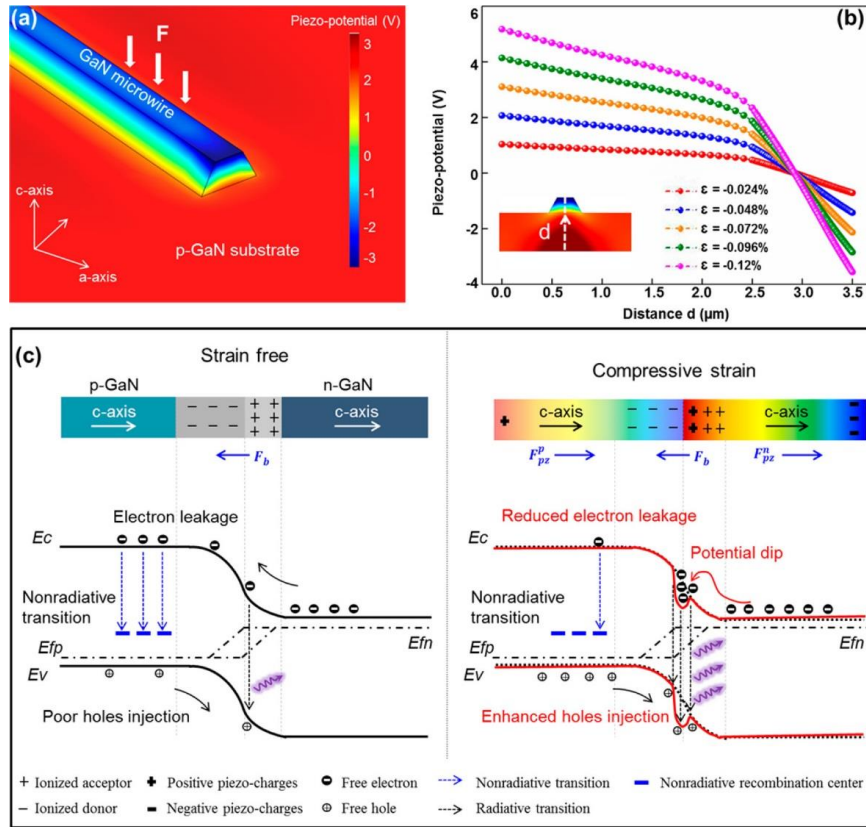 (a)
Piezo-potential (V)
F
GaN microwire
3
2
1
0
-1
-2
-3
c-axis
a-axis
p-GaN substrate
(b)
Piezo-potential (V)
6
4
2
0
-2
-4
ε = -0.024%
ε = -0.048%
ε = -0.072%
ε = -0.096%
ε = -0.12%
d
0.0 0.5 1.0 1.5 2.0 2.5 3.0 3.5
Distance d (μm)
(c)
Strain free
p-GaN n-GaN
c-axis − − − + + + c-axis
− − − + + +
+ +
F_b
Electron leakage
Ec
Nonradiative
transition
Efp
Efn
Ev
Poor holes injection
Compressive strain
+ c-axis − − − + + + c-axis −
− − − + + + −
−
F_pz^p F_b F_pz^n
Reduced electron leakage
Ec
Potential dip
Nonradiative
transition
Efp
Efn
Ev
Enhanced holes injection
+ Ionized acceptor + Positive piezo-charges Free electron Nonradiative transition Nonradiative recombination center
− Ionized donor − Negative piezo-charges Free hole Radiative transition